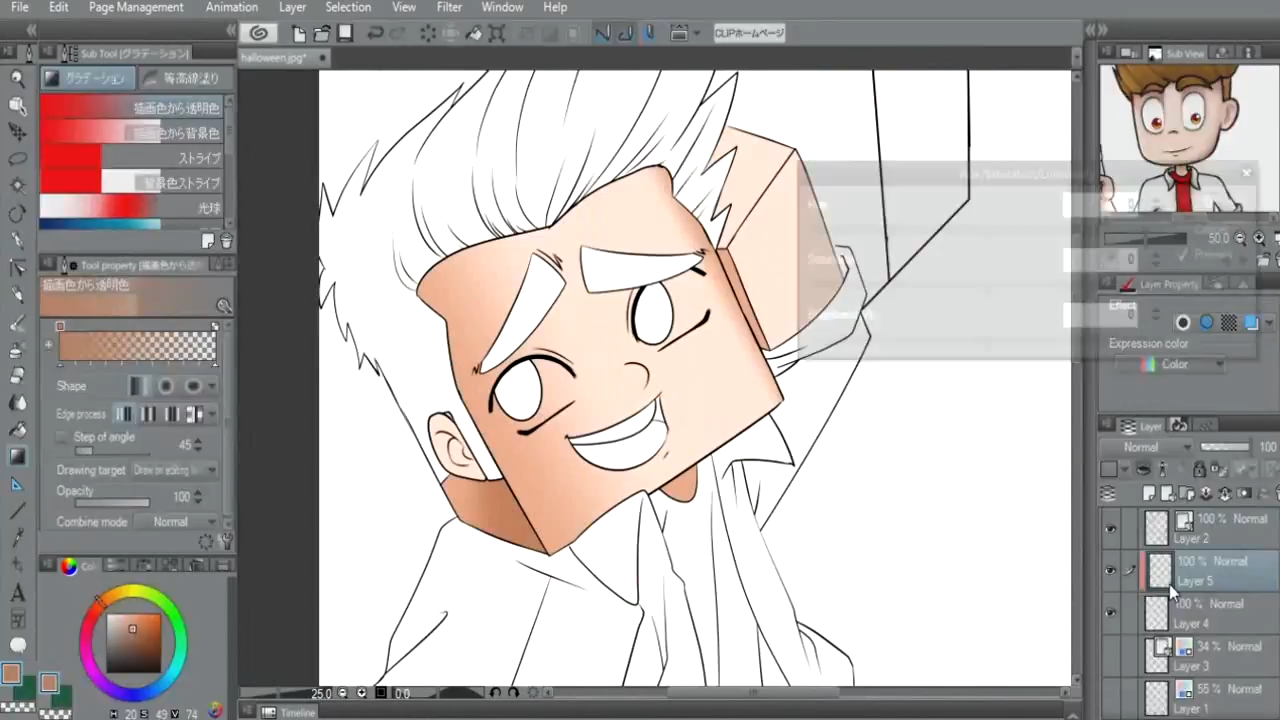 File Edit Page Management Animation Layer Selection View Filter Window Help
CLIPホームページ
Sub Tool [グラデーション]
halloween.jpg*
Sub View
グラデーション 等高線塗り
描画色から透明色
描画色から背景色
ストライプ
背景色ストライプ
光球
50.0
Tool property [描画色から透
描画色から透明色
Layer Property
Effect
Expression color
Color
Shape
Edge process
Step of angle 45
Drawing target
Opacity 100
Combine mode Normal
Layer
Normal 100
100 % Normal
Layer 2
100 % Normal
Layer 5
100 % Normal
Layer 4
34 % Normal
Layer 3
55 % Normal
Layer 1
25.0 0.0
H 20 S 49 V 74
Timeline